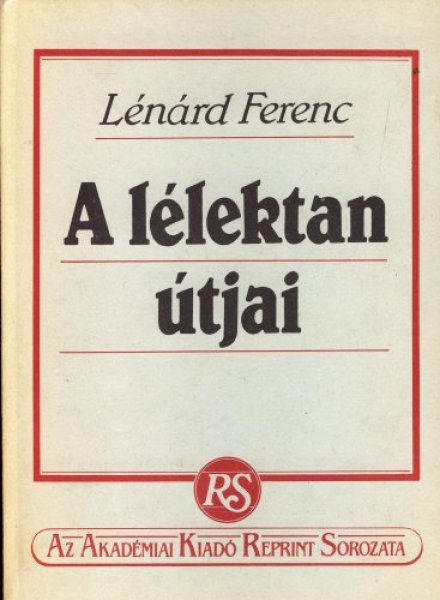 Lénárd Ferenc
A lélektan
útjai
RS
AZ AKADÉMIAI KIADÓ REPRINT SOROZATA